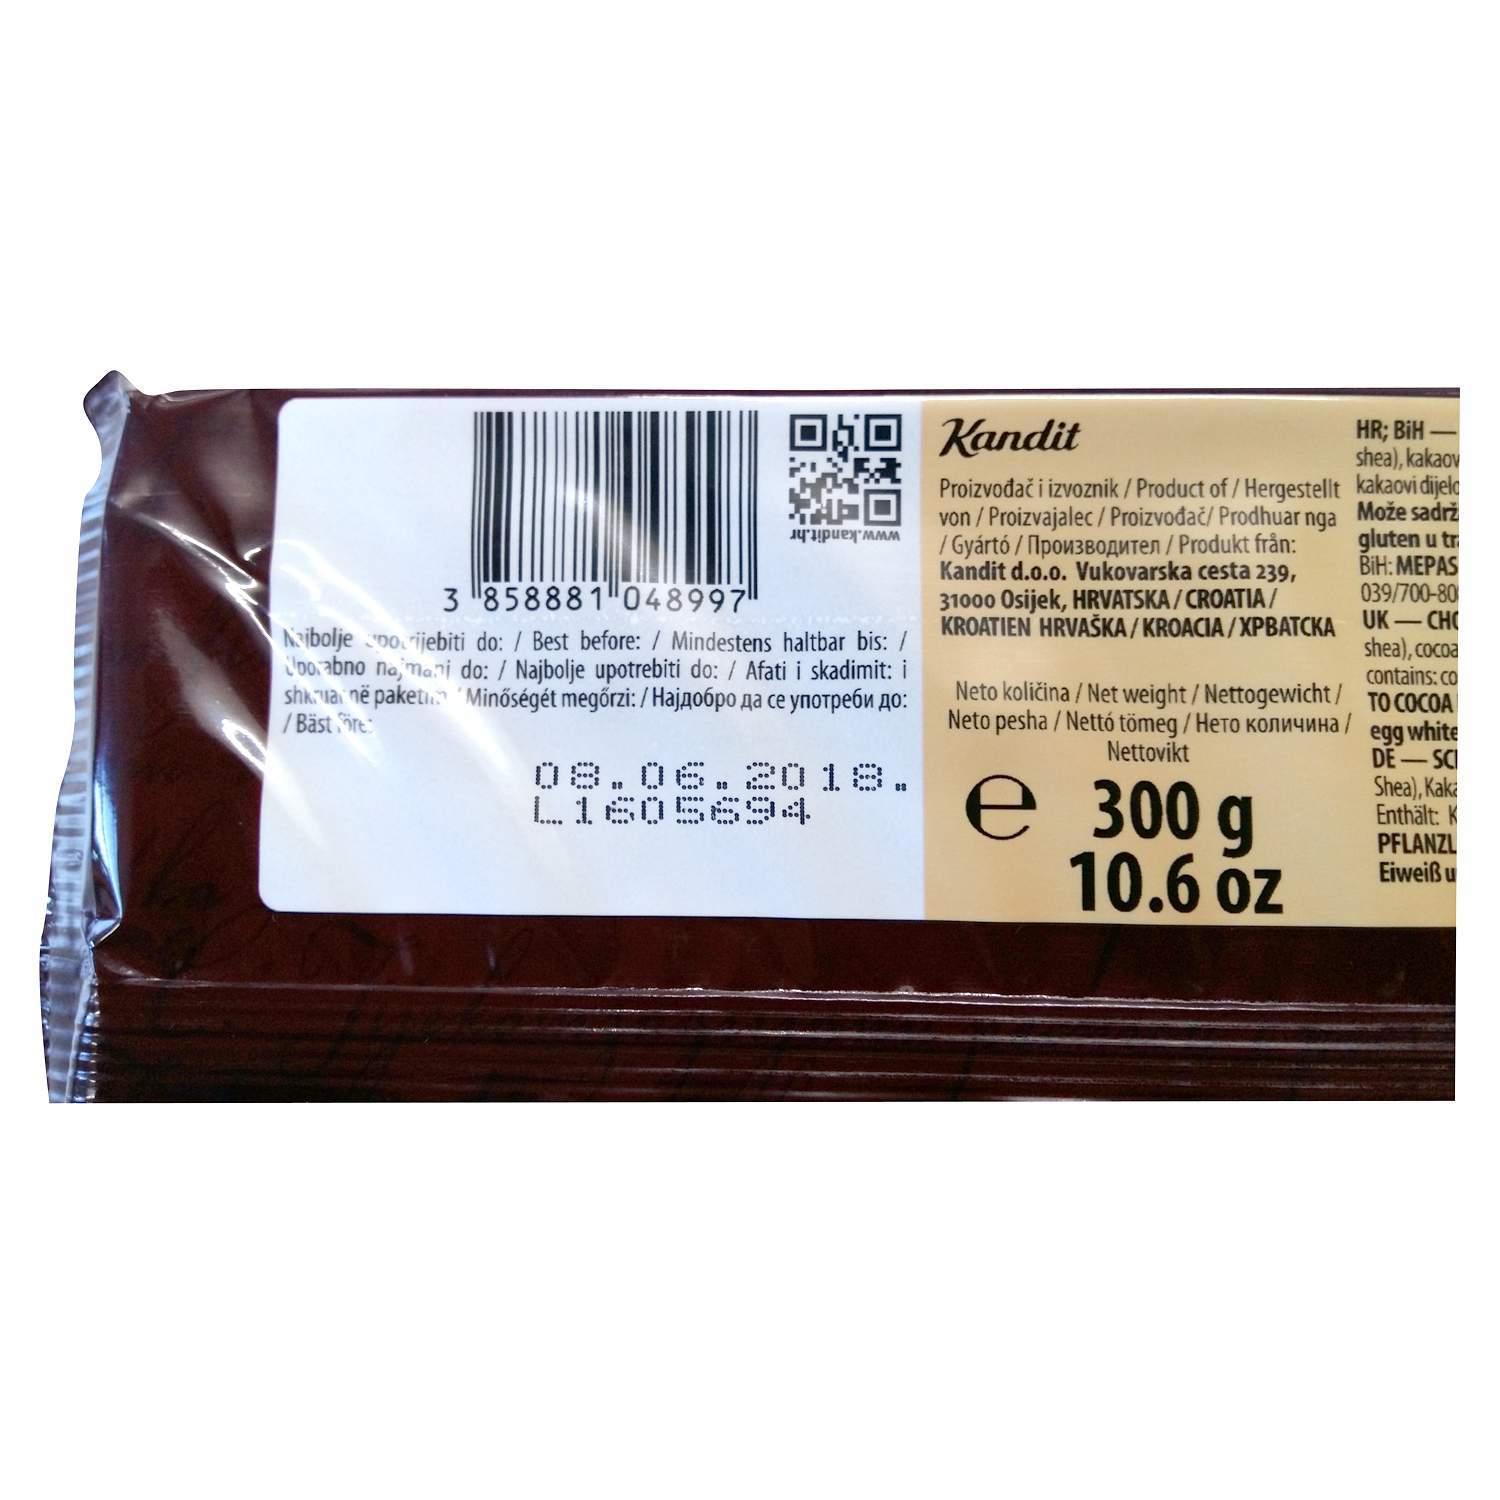 3 858881 048997
www.kandit.hr
Najbolje upotrijebiti do: / Best before: / Mindestens haltbar bis: /
Uporabno najmanj do: / Najbolje upotrebiti do: / Afati i skadimit: i
shkruar në paketim / Minőségét megőrzi: / Најдобро да се употреби до:
/ Bäst före:
08.06.2018.
L1605694
Kandit
Proizvođač i izvoznik / Product of / Hergestellt
von / Proizvajalec / Proizvođač/ Prodhuar nga
/ Gyártó / Производител / Produkt från:
Kandit d.o.o. Vukovarska cesta 239,
31000 Osijek, HRVATSKA / CROATIA /
KROATIEN HRVAŠKA / KROACIA / ХРВАТСКА
Neto količina / Net weight / Nettogewicht /
Neto pesha / Nettó tömeg / Нето количина /
Nettovikt
e 300 g
10.6 oz
HR; BiH —
shea), kakaov
kakaovi dijelo
Može sadrž
gluten u tr
BiH: MEPAS
039/700-80
UK — CHO
shea), cocoa
contains: co
TO COCOA
egg white
DE — SC
Shea), Kaka
Enthält: K
PFLANZL
Eiweiß u